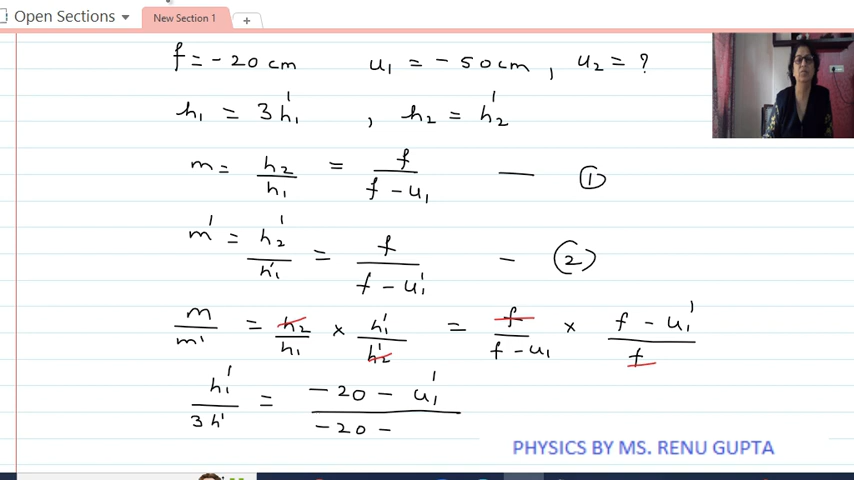 Open Sections New Section 1 +
f = - 20 cm u₁ = - 50 cm , u₂ = ?
h₁ = 3h₁' , h₂ = h₂'
m = h₂/h₁ = f/(f - u₁) — ①
m' = h₂'/h₁' = f/(f - u₁') - ②
m/m' = h₂/h₁ × h₁'/h₂' = f/(f - u₁) × (f - u₁')/f
h₁'/3h' = (- 20 - u₁')/(- 20 -
PHYSICS BY MS. RENU GUPTA